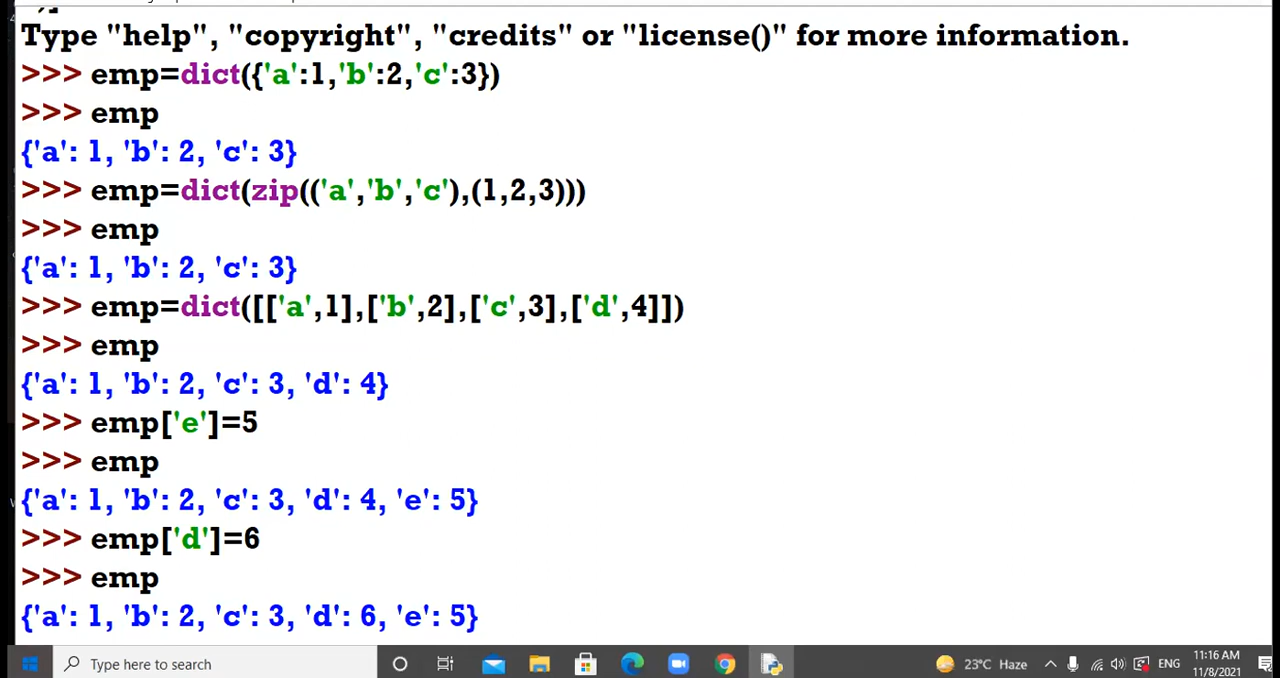 Type "help", "copyright", "credits" or "license()" for more information.
>>> emp=dict({'a':1,'b':2,'c':3})
>>> emp
{'a': 1, 'b': 2, 'c': 3}
>>> emp=dict(zip(('a','b','c'),(1,2,3)))
>>> emp
{'a': 1, 'b': 2, 'c': 3}
>>> emp=dict([['a',1],['b',2],['c',3],['d',4]])
>>> emp
{'a': 1, 'b': 2, 'c': 3, 'd': 4}
>>> emp['e']=5
>>> emp
{'a': 1, 'b': 2, 'c': 3, 'd': 4, 'e': 5}
>>> emp['d']=6
>>> emp
{'a': 1, 'b': 2, 'c': 3, 'd': 6, 'e': 5}
Type here to search
23°C Haze
ENG
11:16 AM
11/8/2021